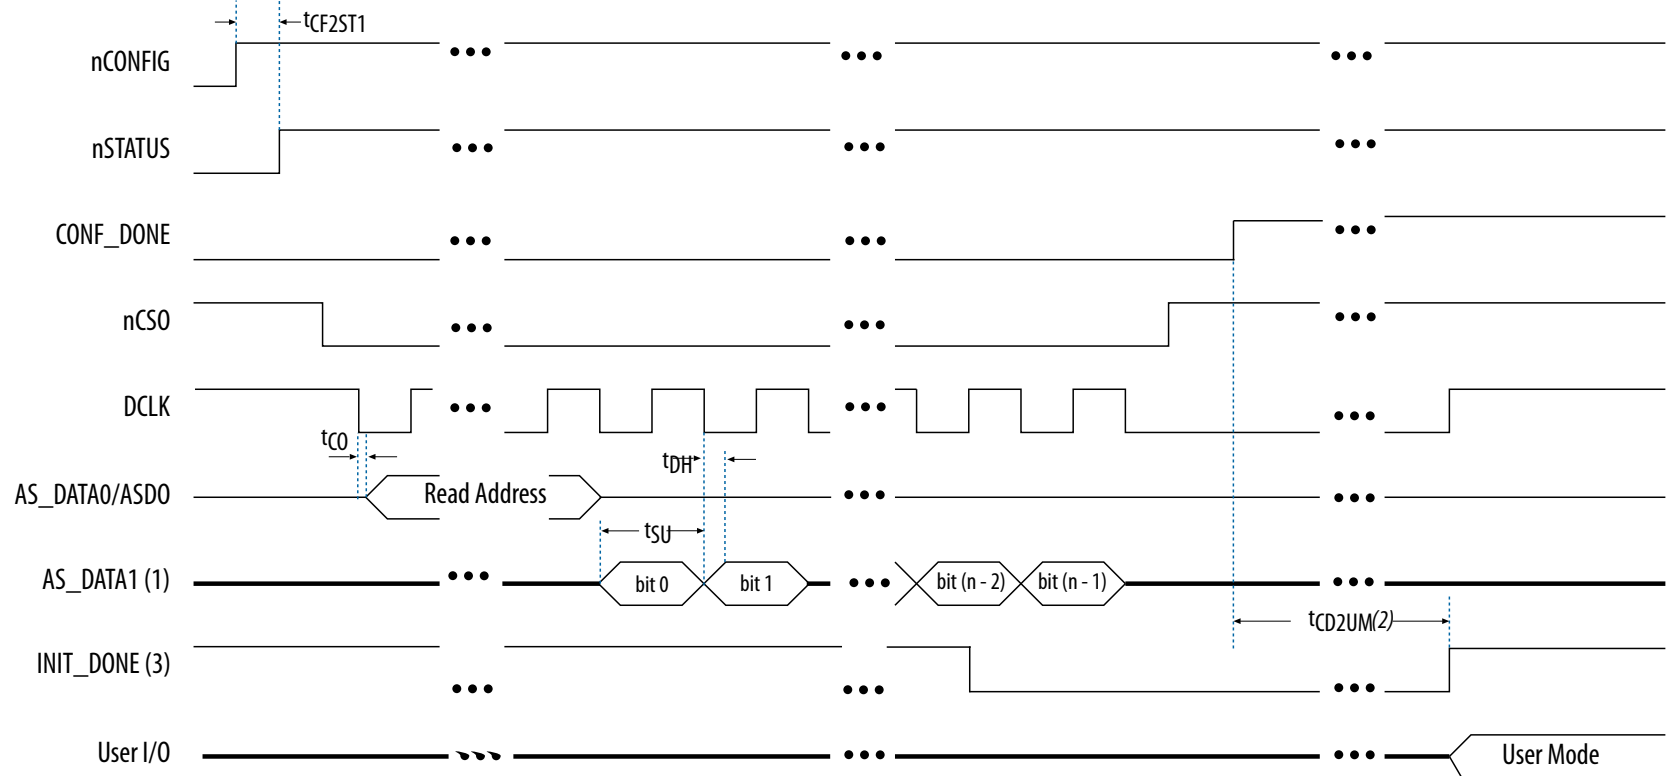 tCF2ST1
nCONFIG
nSTATUS
CONF_DONE
nCSO
DCLK
tCO
tDH
AS_DATA0/ASDO
Read Address
tSU
AS_DATA1 (1)
bit 0
bit 1
bit (n - 2)
bit (n - 1)
tCD2UM(2)
INIT_DONE (3)
User I/O
User Mode